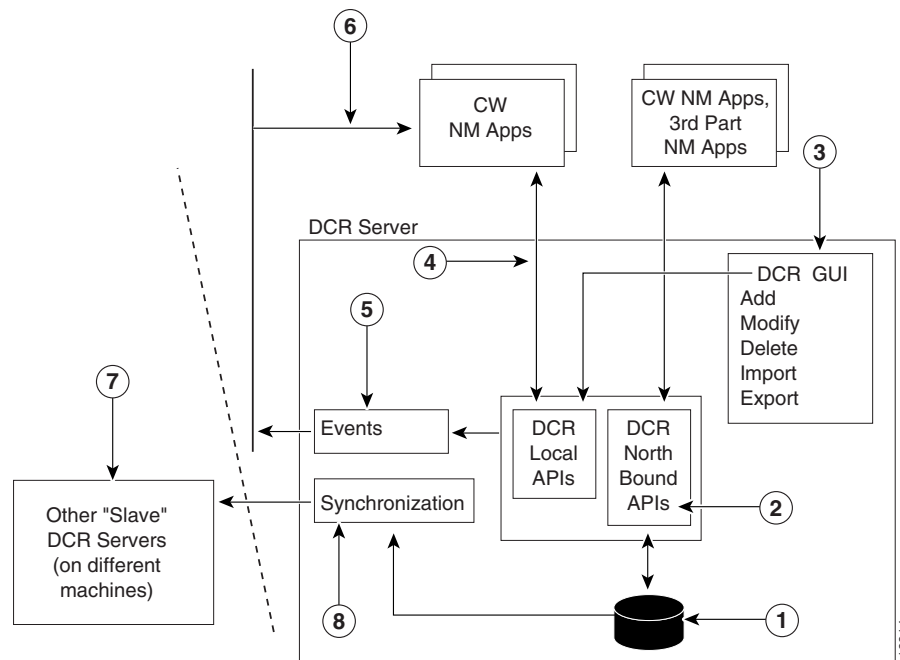 6
CW
NM Apps
CW NM Apps,
3rd Part
NM Apps
3
DCR Server
4
DCR GUI
Add
Modify
Delete
Import
Export
5
7
Events
DCR
Local
APIs
DCR
North
Bound
APIs
2
Synchronization
Other "Slave"
DCR Servers
(on different
machines)
8
1